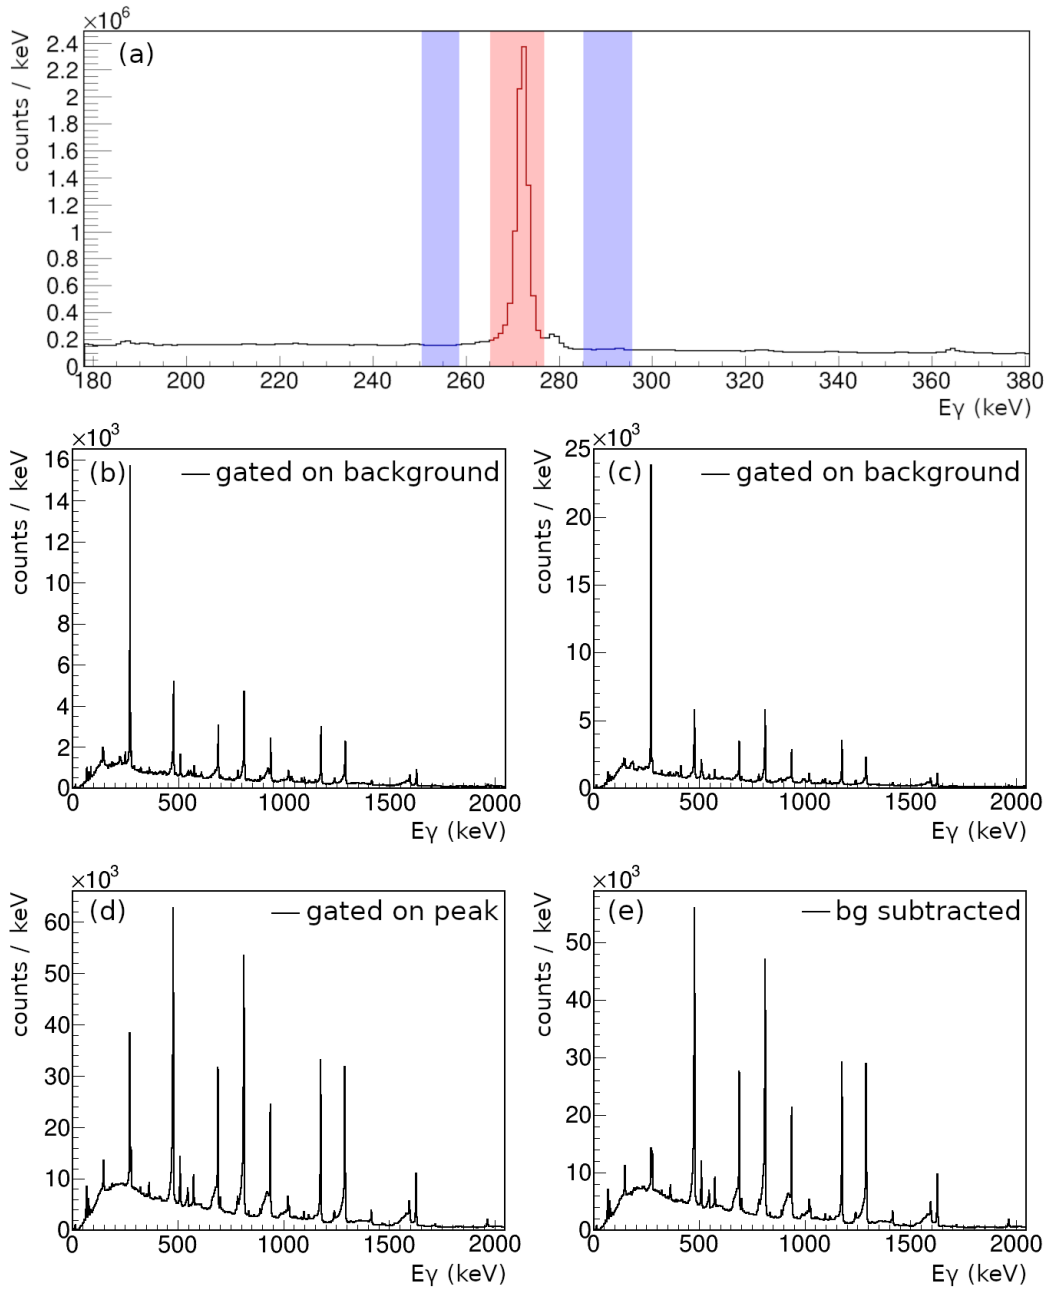 ×10⁶
(a)
counts / keV
2.4
2.2
2
1.8
1.6
1.4
1.2
1
0.8
0.6
0.4
0.2
0
180 200 220 240 260 280 300 320 340 360 380
Eγ (keV)
×10³
(b) gated on background
counts / keV
16
14
12
10
8
6
4
2
0
0 500 1000 1500 2000
Eγ (keV)
×10³
(c) gated on background
counts / keV
25
20
15
10
5
0
0 500 1000 1500 2000
Eγ (keV)
×10³
(d) gated on peak
counts / keV
60
50
40
30
20
10
0
0 500 1000 1500 2000
Eγ (keV)
×10³
(e) bg subtracted
counts / keV
50
40
30
20
10
0
0 500 1000 1500 2000
Eγ (keV)